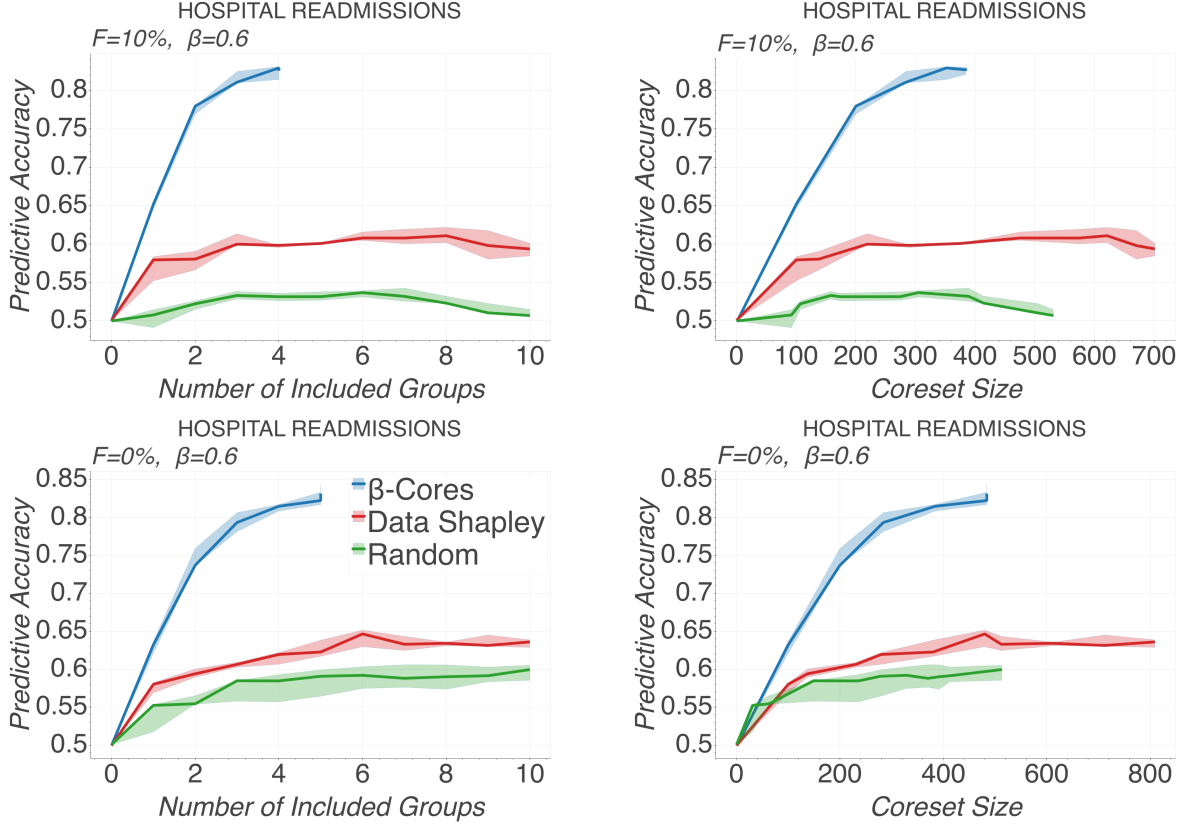 HOSPITAL READMISSIONS
F=10%, β=0.6
Predictive Accuracy
0.8
0.75
0.7
0.65
0.6
0.55
0.5
0 2 4 6 8 10
Number of Included Groups
HOSPITAL READMISSIONS
F=10%, β=0.6
Predictive Accuracy
0.8
0.75
0.7
0.65
0.6
0.55
0.5
0 100 200 300 400 500 600 700
Coreset Size
HOSPITAL READMISSIONS
F=0%, β=0.6
Predictive Accuracy
0.85
0.8
0.75
0.7
0.65
0.6
0.55
0.5
β-Cores
Data Shapley
Random
0 2 4 6 8 10
Number of Included Groups
HOSPITAL READMISSIONS
F=0%, β=0.6
Predictive Accuracy
0.85
0.8
0.75
0.7
0.65
0.6
0.55
0.5
0 200 400 600 800
Coreset Size